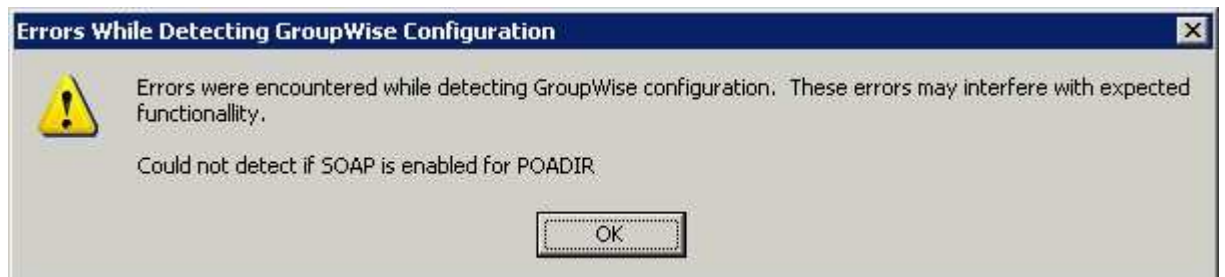 Errors While Detecting GroupWise Configuration
Errors were encountered while detecting GroupWise configuration.  These errors may interfere with expected
functionallity.
Could not detect if SOAP is enabled for POADIR
OK